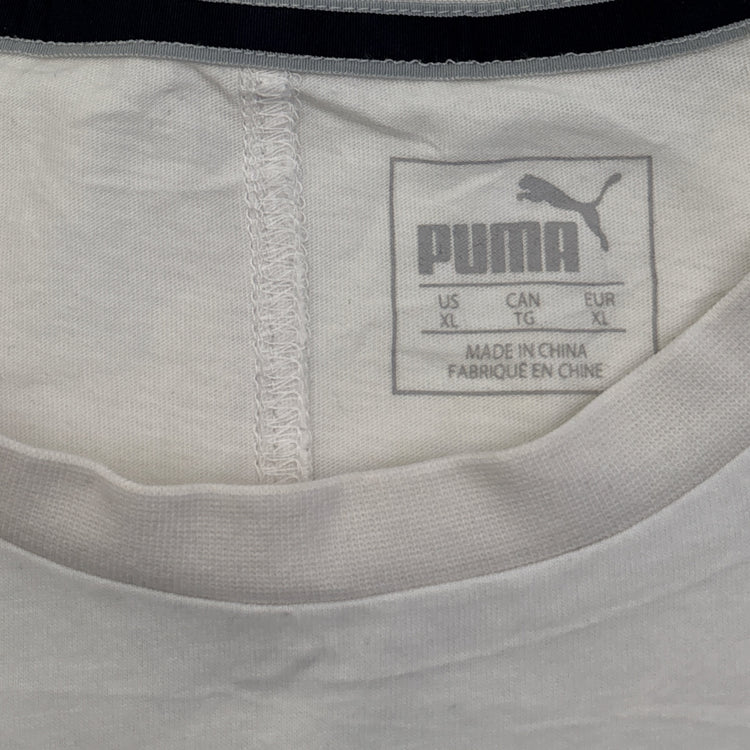 PUMA
US CAN EUR
XL TG XL
MADE IN CHINA
FABRIQUÉ EN CHINE